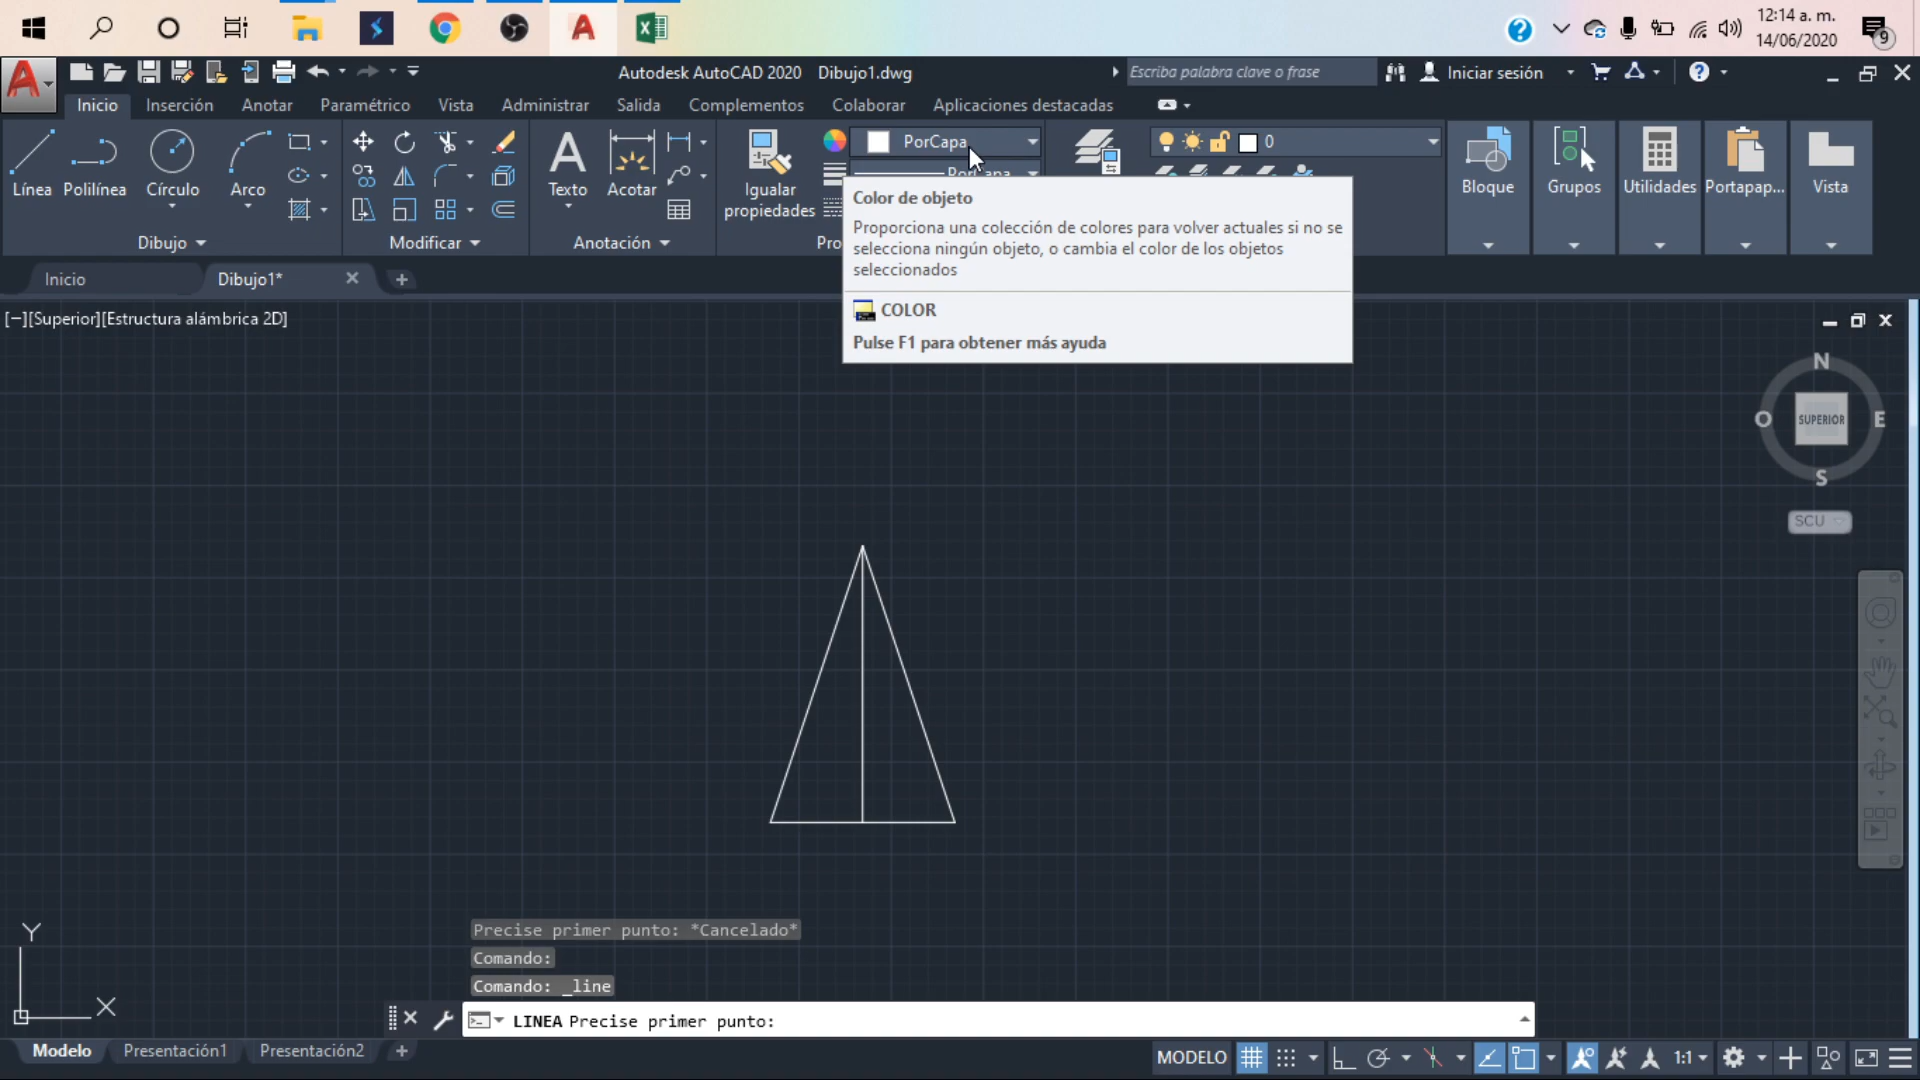 12:14 a. m.
14/06/2020
9
Autodesk AutoCAD 2020 Dibujo1.dwg
Escriba palabra clave o frase
Iniciar sesión
Inicio Inserción Anotar Paramétrico Vista Administrar Salida Complementos Colaborar Aplicaciones destacadas
PorCapa
0
PorCapa
Línea Polilínea Círculo Arco
Texto Acotar
Igualar
propiedades
Bloque Grupos Utilidades Portapap... Vista
Dibujo Modificar Anotación Pro
Color de objeto
Proporciona una colección de colores para volver actuales si no se
selecciona ningún objeto, o cambia el color de los objetos
seleccionados
COLOR
Pulse F1 para obtener más ayuda
Inicio Dibujo1*
[−][Superior][Estructura alámbrica 2D]
N
O SUPERIOR E
S
SCU
Precise primer punto: *Cancelado*
Comando:
Comando: _line
LINEA Precise primer punto:
Y
X
Modelo Presentación1 Presentación2
MODELO 1:1